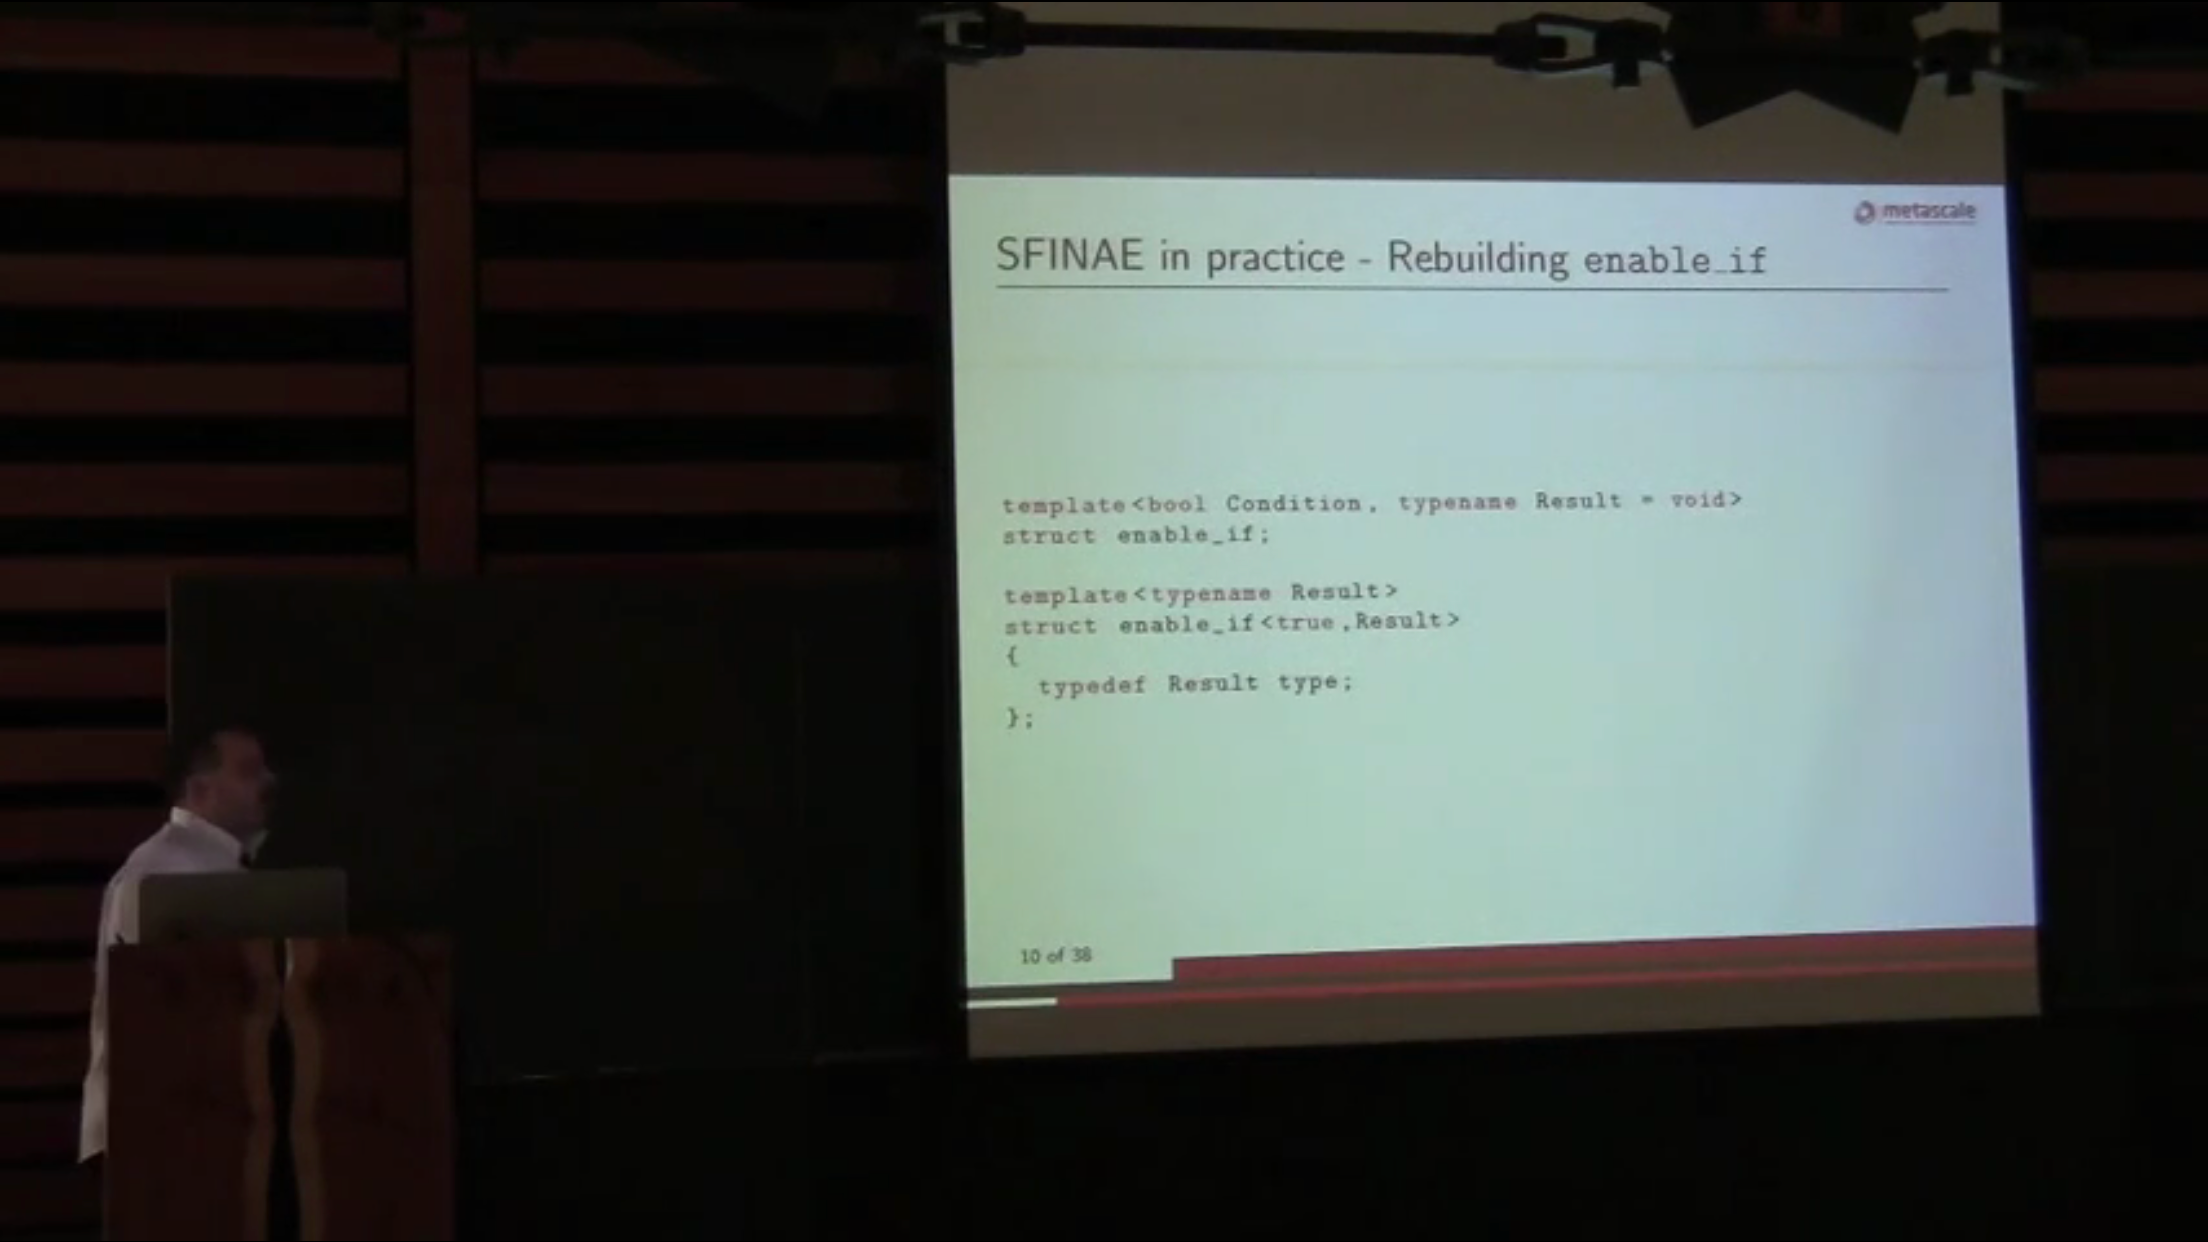 metascale
SFINAE in practice - Rebuilding enable_if
template<bool Condition, typename Result = void>
struct enable_if;
template<typename Result>
struct enable_if<true,Result>
{
typedef Result type;
};
10 of 38